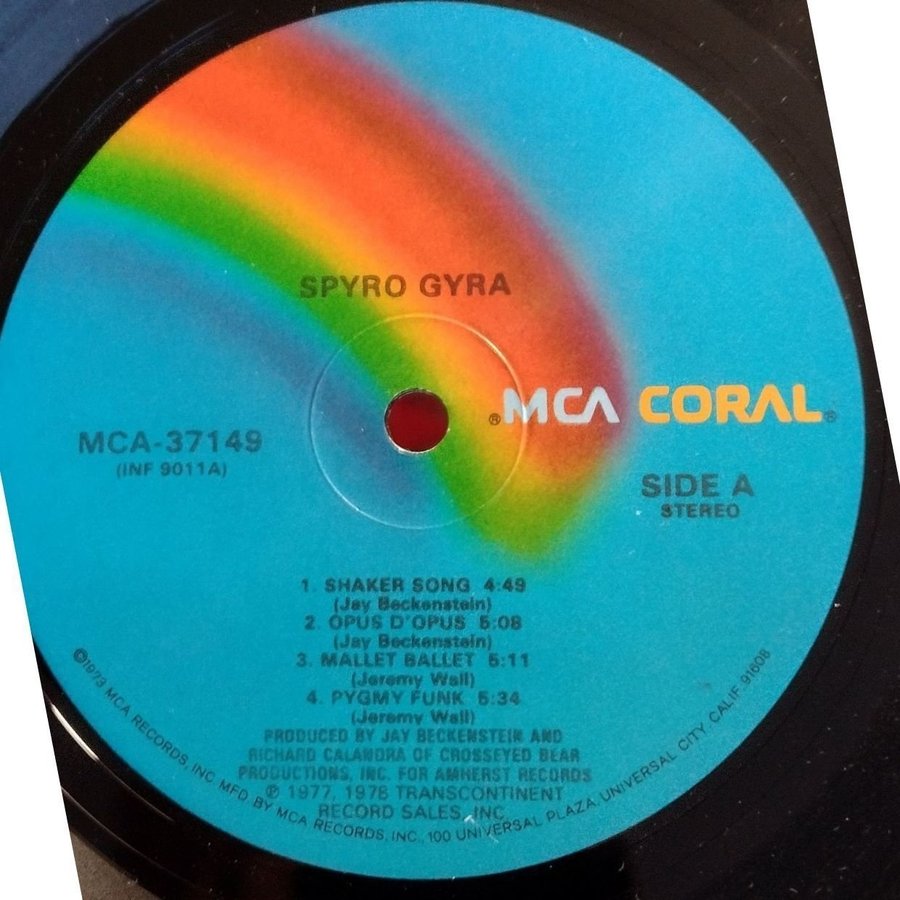 SPYRO GYRA
®MCA CORAL®
MCA-37149
(INF 9011A)
SIDE A
STEREO
1. SHAKER SONG 4:49
(Jay Beckenstein)
2. OPUS D'OPUS 5:08
(Jay Beckenstein)
3. MALLET BALLET 5:11
(Jeremy Wall)
4. PYGMY FUNK 5:34
(Jeremy Wall)
PRODUCED BY JAY BECKENSTEIN AND
RICHARD CALANDRA OF CROSSEYED BEAR
PRODUCTIONS, INC. FOR AMHERST RECORDS
℗ 1977, 1978 TRANSCONTINENT
RECORD SALES, INC.
©1973 MCA RECORDS, INC. MFD. BY MCA RECORDS, INC., 100 UNIVERSAL PLAZA, UNIVERSAL CITY, CALIF. 91608